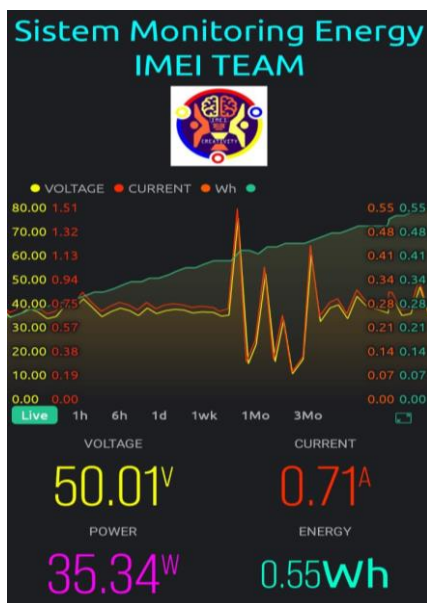 Sistem Monitoring Energy
IMEI TEAM
IMEI
CREATIVITY
VOLTAGE CURRENT Wh
80.00 1.51 0.55 0.55
70.00 1.32 0.48 0.48
60.00 1.13 0.41 0.41
50.00 0.94 0.34 0.34
40.00 0.75 0.28 0.28
30.00 0.57 0.21 0.21
20.00 0.38 0.14 0.14
10.00 0.19 0.07 0.07
0.00 0.00 0.00 0.00
Live 1h 6h 1d 1wk 1Mo 3Mo
VOLTAGE CURRENT
50.01V 0.71A
POWER ENERGY
35.34W 0.55Wh